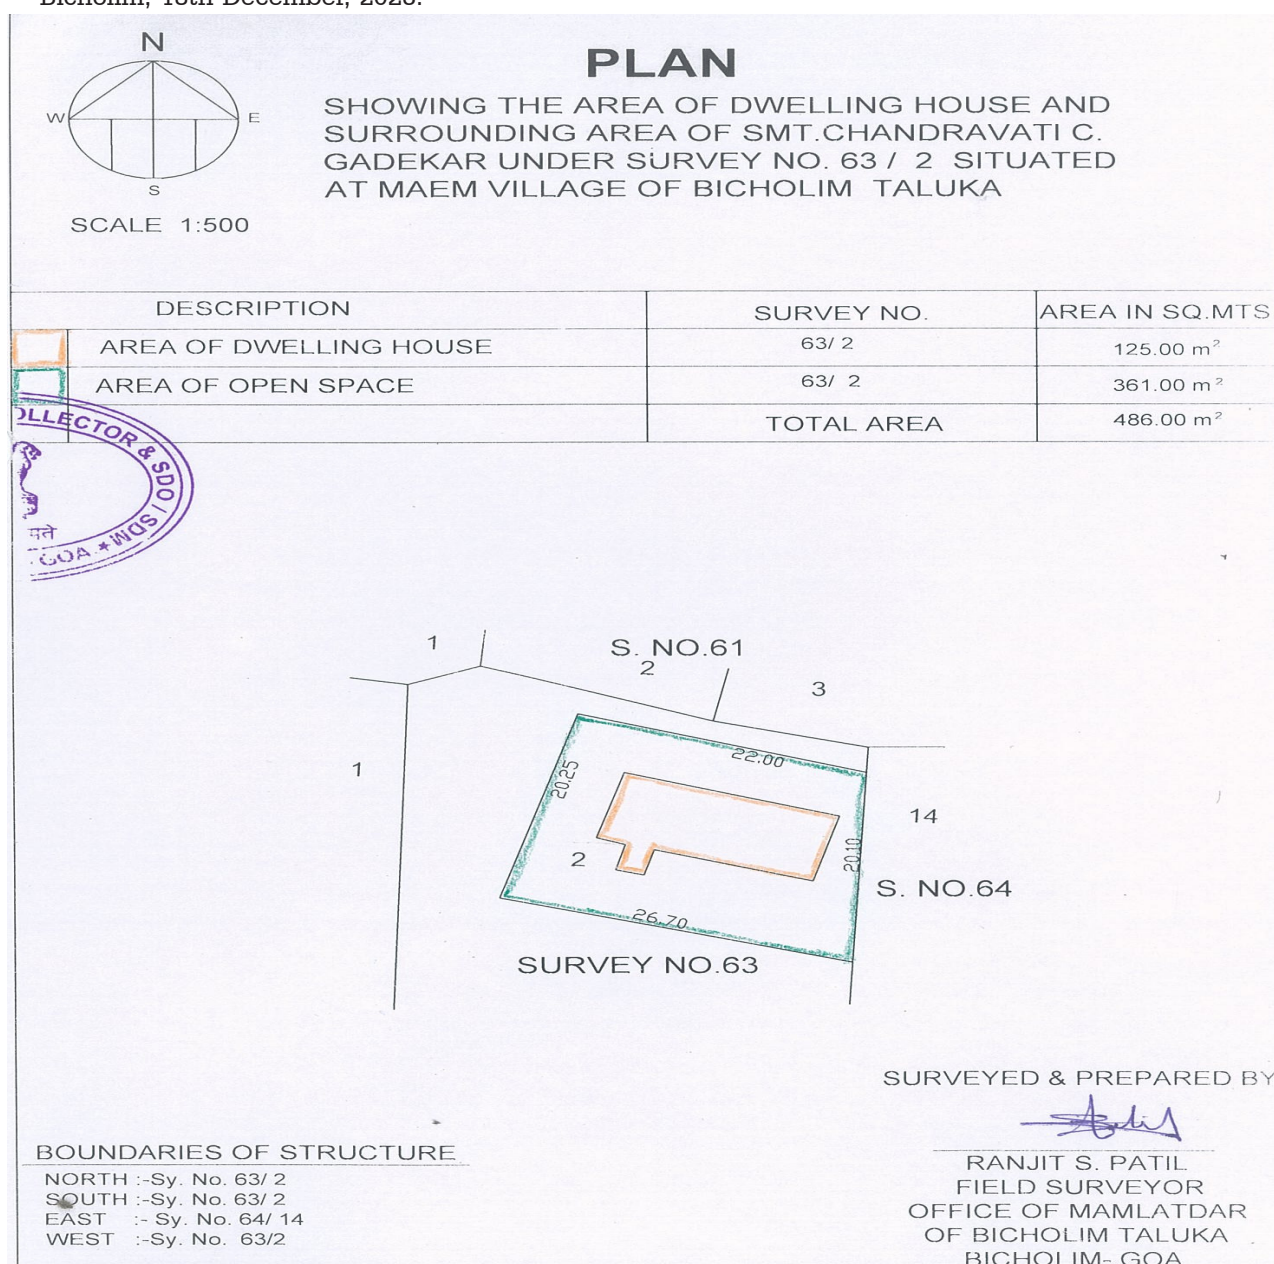 N
W
E
S
SCALE 1:500
PLAN
SHOWING THE AREA OF DWELLING HOUSE AND
SURROUNDING AREA OF SMT.CHANDRAVATI C.
GADEKAR UNDER SURVEY NO. 63 / 2 SITUATED
AT MAEM VILLAGE OF BICHOLIM TALUKA
DESCRIPTION SURVEY NO. AREA IN SQ.MTS
AREA OF DWELLING HOUSE 63/ 2 125.00 m²
AREA OF OPEN SPACE 63/ 2 361.00 m²
TOTAL AREA 486.00 m²
OLLECTOR & SDO / SDM * GOA
1
S. NO.61
2
3
1
22.00
20.25
14
20.10
2
S. NO.64
26.70
SURVEY NO.63
SURVEYED & PREPARED BY
BOUNDARIES OF STRUCTURE
NORTH :-Sy. No. 63/ 2
SOUTH :-Sy. No. 63/ 2
EAST :- Sy. No. 64/ 14
WEST :-Sy. No. 63/2
RANJIT S. PATIL
FIELD SURVEYOR
OFFICE OF MAMLATDAR
OF BICHOLIM TALUKA
BICHOLIM- GOA